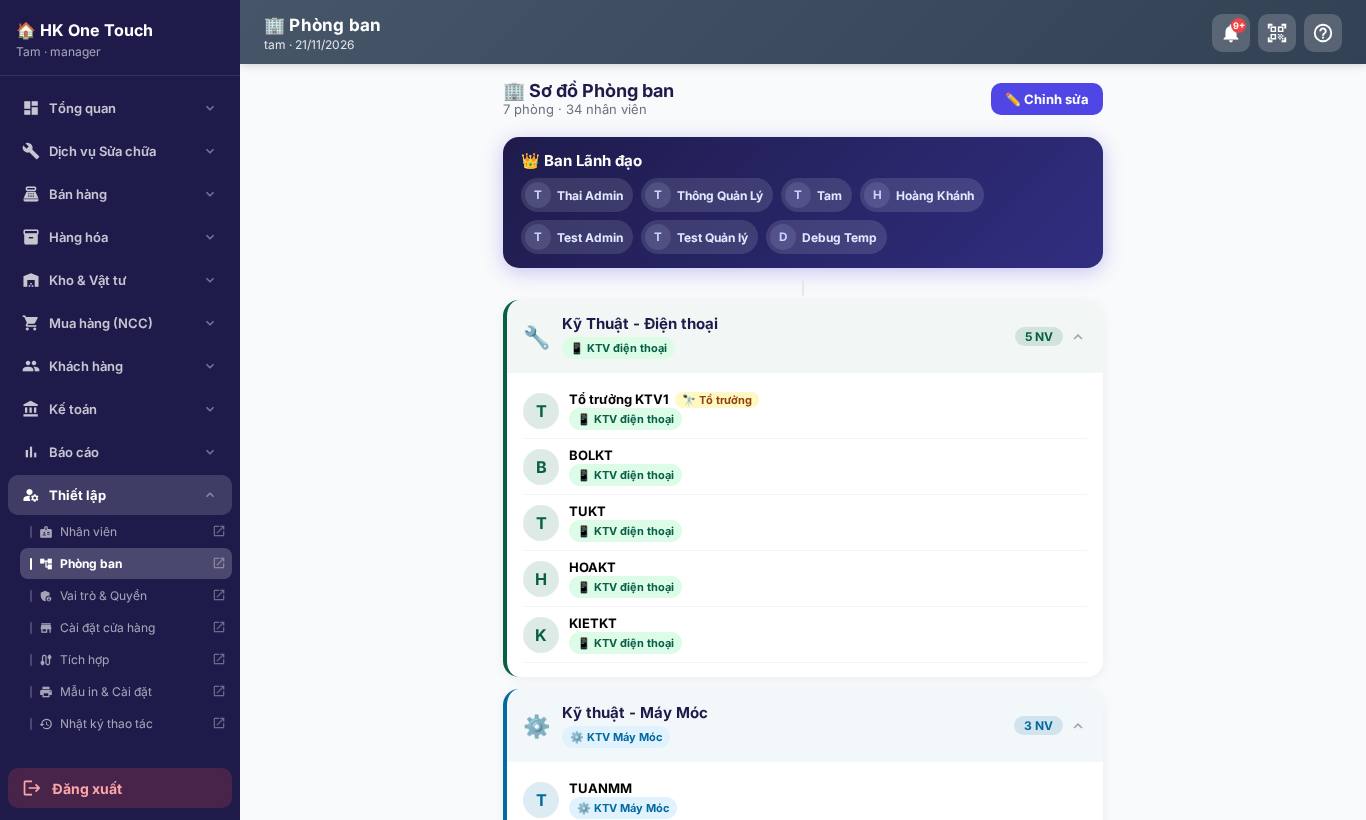 HK One Touch
Tam · manager
Tổng quan
Dịch vụ Sửa chữa
Bán hàng
Hàng hóa
Kho & Vật tư
Mua hàng (NCC)
Khách hàng
Kế toán
Báo cáo
Thiết lập
Nhân viên
Phòng ban
Vai trò & Quyền
Cài đặt cửa hàng
Tích hợp
Mẫu in & Cài đặt
Nhật ký thao tác
Đăng xuất
Phòng ban
tam · 21/11/2026
9+
Sơ đồ Phòng ban
7 phòng · 34 nhân viên
Chỉnh sửa
Ban Lãnh đạo
T Thai Admin
T Thông Quản Lý
T Tam
H Hoàng Khánh
T Test Admin
T Test Quản lý
D Debug Temp
Kỹ Thuật - Điện thoại
KTV điện thoại
5 NV
T
Tổ trưởng KTV1 Tổ trưởng
KTV điện thoại
B
BOLKT
KTV điện thoại
T
TUKT
KTV điện thoại
H
HOAKT
KTV điện thoại
K
KIETKT
KTV điện thoại
Kỹ thuật - Máy Móc
KTV Máy Móc
3 NV
T
TUANMM
KTV Máy Móc